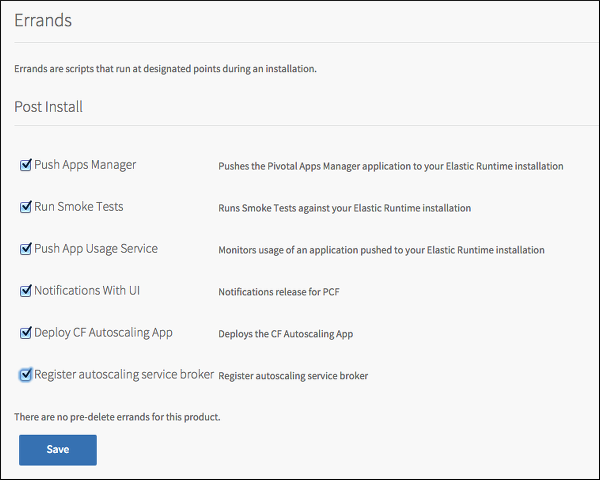 Errands
Errands are scripts that run at designated points during an installation.
Post Install
Push Apps Manager Pushes the Pivotal Apps Manager application to your Elastic Runtime installation
Run Smoke Tests Runs Smoke Tests against your Elastic Runtime installation
Push App Usage Service Monitors usage of an application pushed to your Elastic Runtime installation
Notifications With UI Notifications release for PCF
Deploy CF Autoscaling App Deploys the CF Autoscaling App
Register autoscaling service broker Register autoscaling service broker
There are no pre-delete errands for this product.
Save